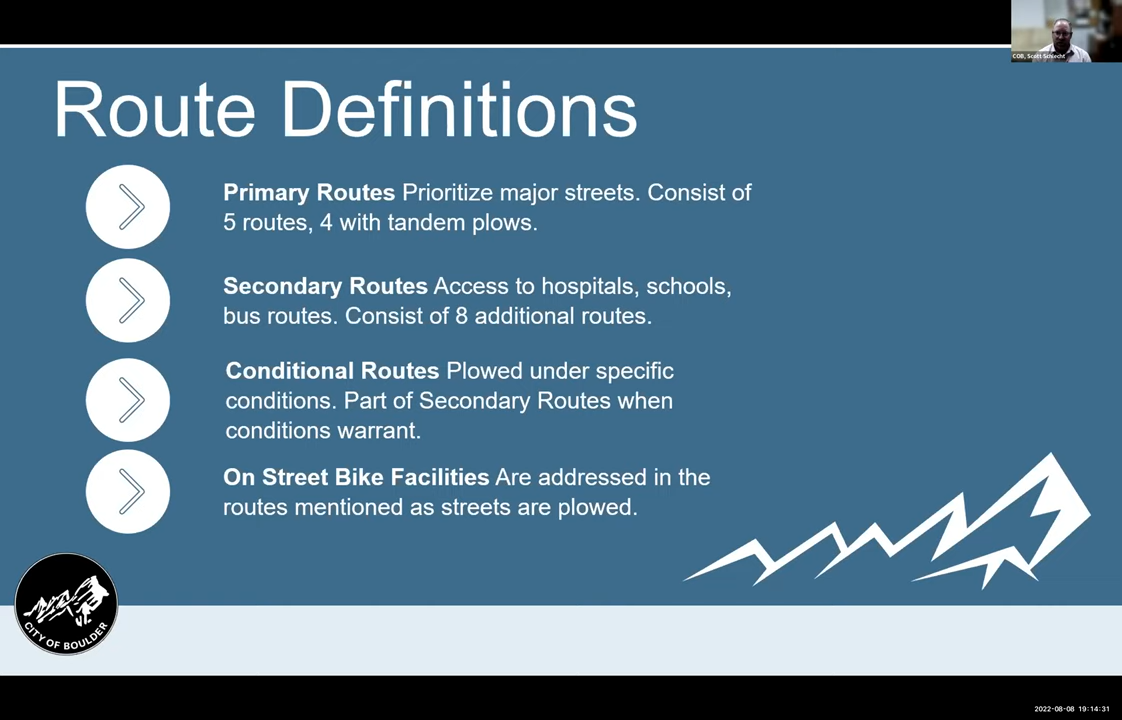 COB, Scott Schlecht
Route Definitions
Primary Routes Prioritize major streets. Consist of
5 routes, 4 with tandem plows.
Secondary Routes Access to hospitals, schools,
bus routes. Consist of 8 additional routes.
Conditional Routes Plowed under specific
conditions. Part of Secondary Routes when
conditions warrant.
On Street Bike Facilities Are addressed in the
routes mentioned as streets are plowed.
CITY OF BOULDER
2022-08-08 19:14:31